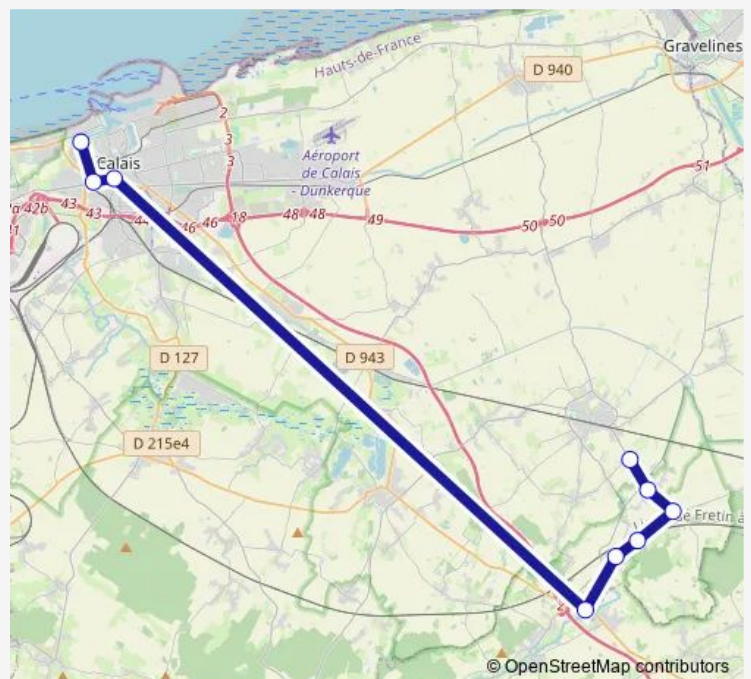 Gravelines
Hauts-de-France
D 940
2
3
3
Calais
Aéroport
de Calais
- Dunkerque
51
42b
43
43
46
46
18
48
48
49
50
50
D 127
D 943
D 215e4
de Fretin à
© OpenStreetMap contributors